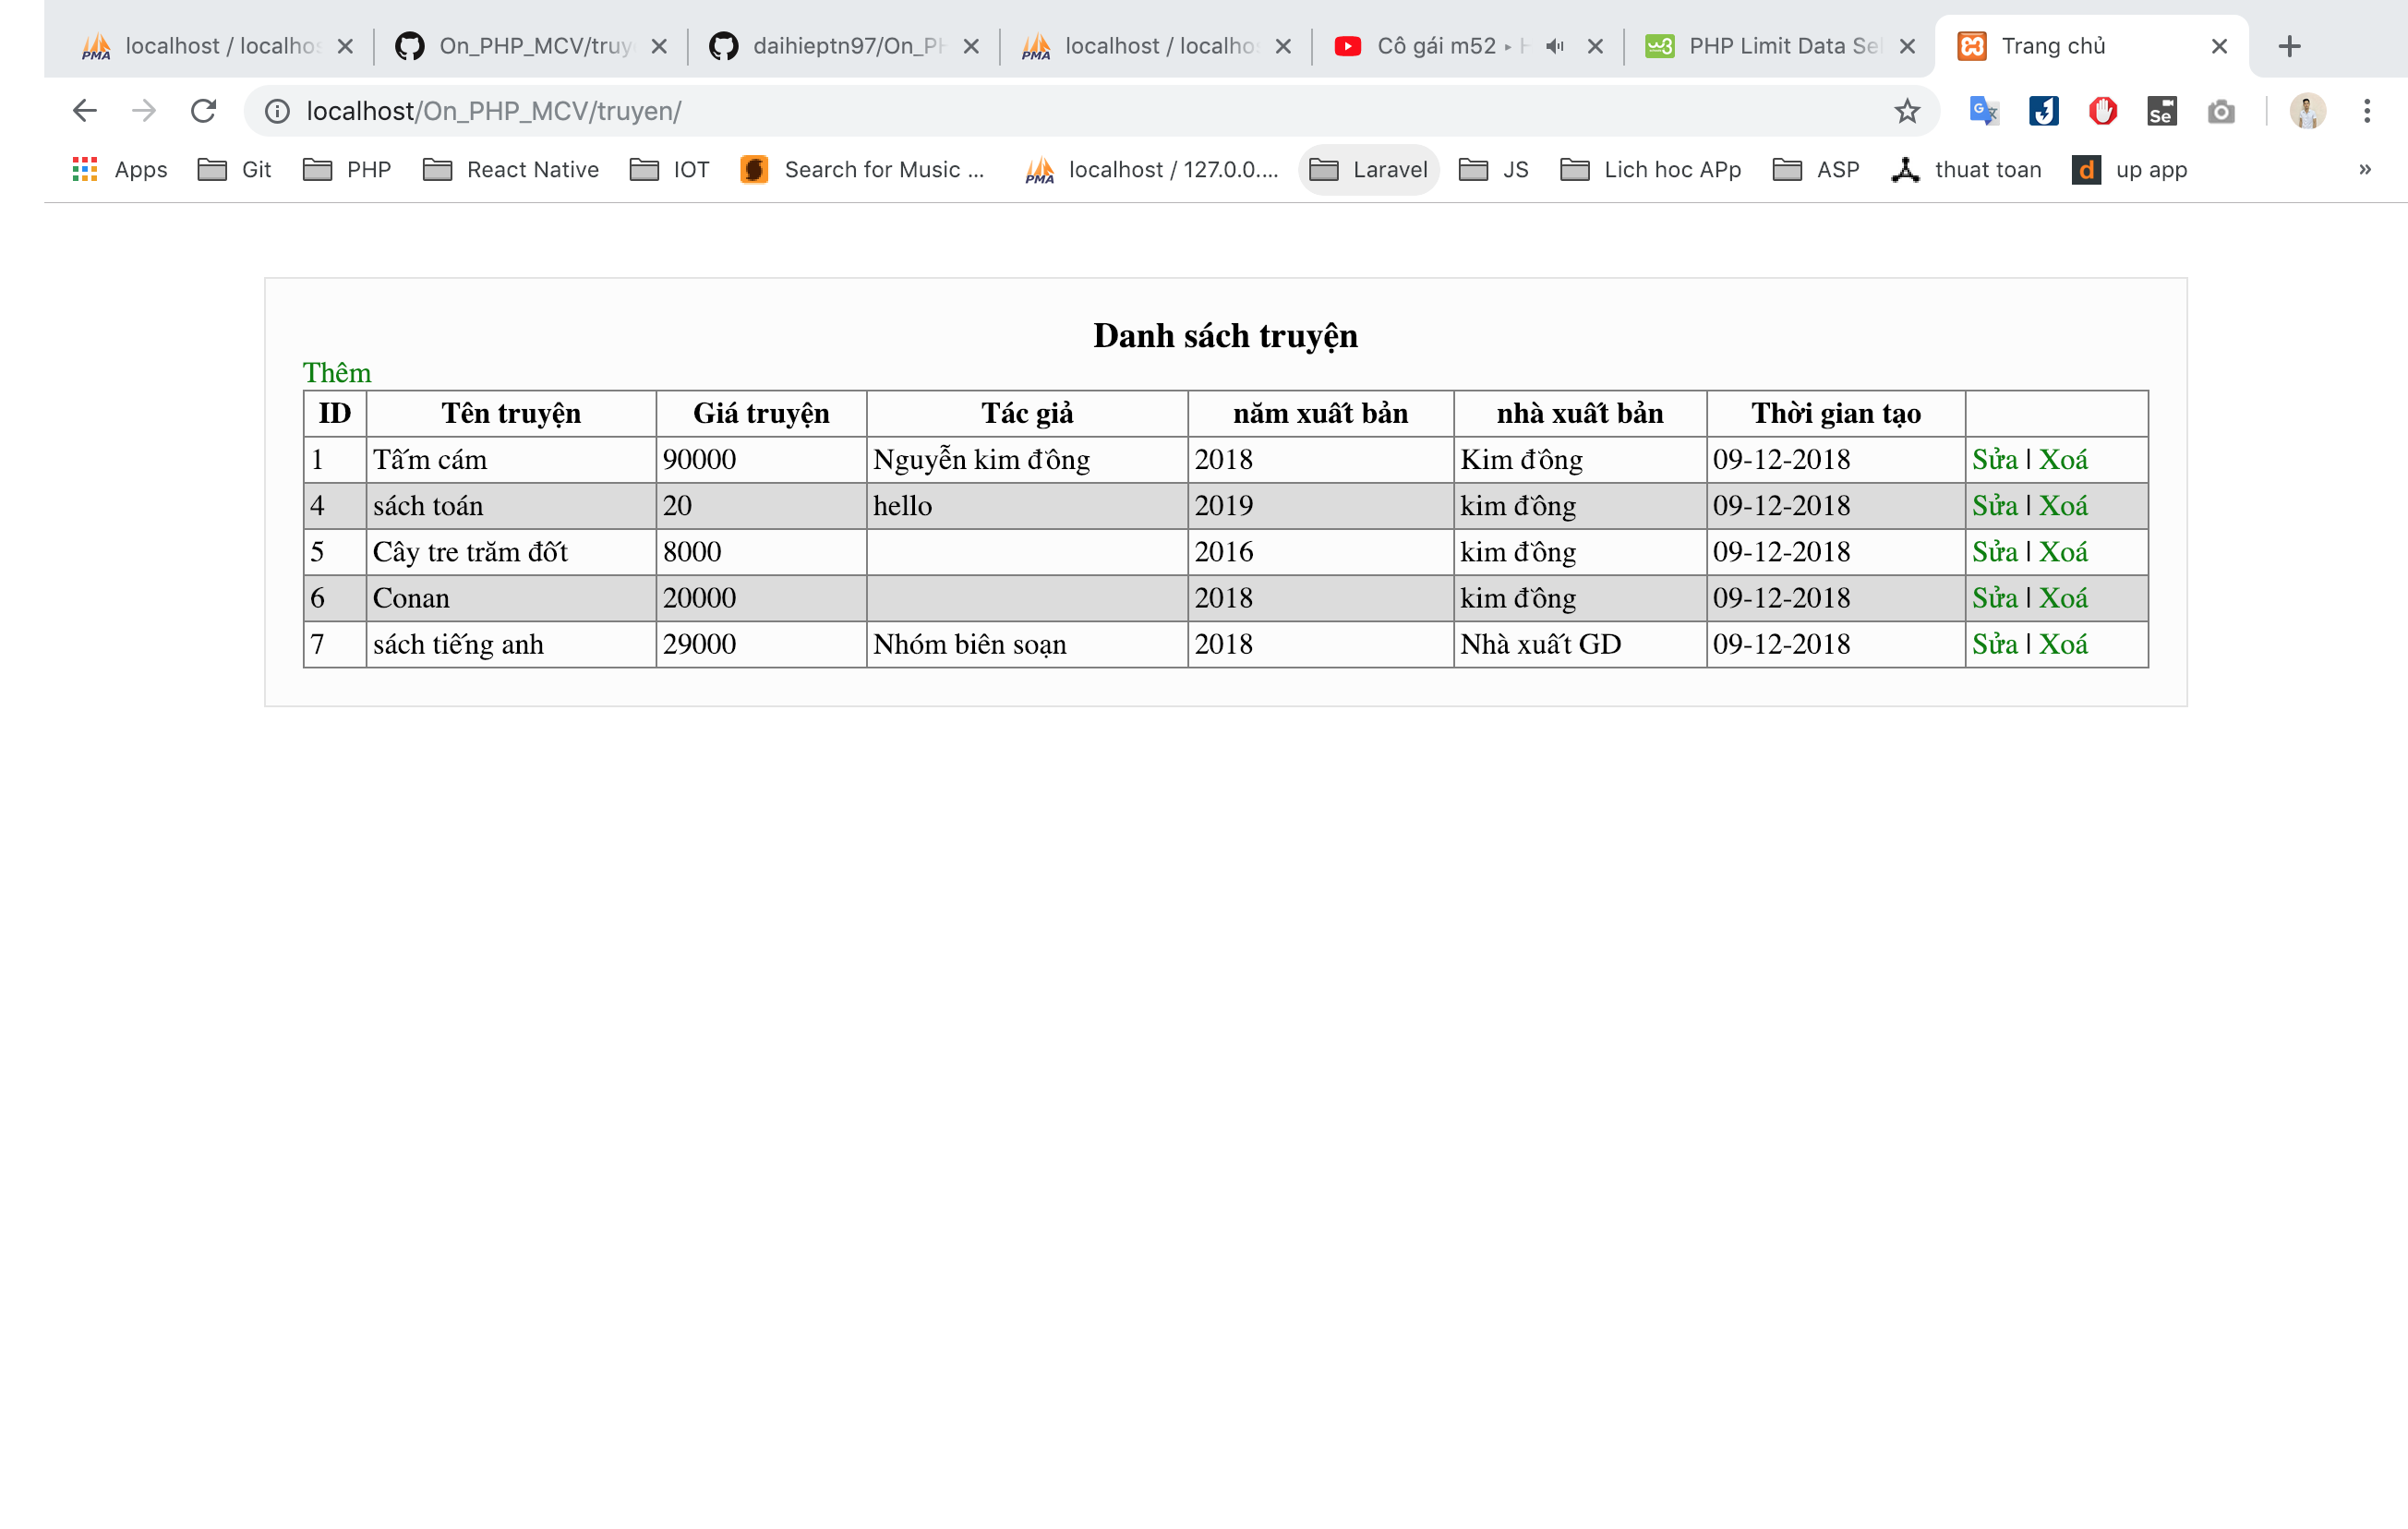 localhost / localhos On_PHP_MCV/truy daihieptn97/On_PH localhost / localhos Cô gái m52 ▸ H PHP Limit Data Sel Trang chủ
localhost/On_PHP_MCV/truyen/
Apps Git PHP React Native IOT Search for Music ... localhost / 127.0.0.... Laravel JS Lich hoc APp ASP thuat toan up app »
Danh sách truyện
Thêm
ID Tên truyện Giá truyện Tác giả năm xuất bản nhà xuất bản Thời gian tạo
1 Tấm cám 90000 Nguyễn kim đồng 2018 Kim đồng 09-12-2018 Sửa | Xoá
4 sách toán 20 hello 2019 kim đồng 09-12-2018 Sửa | Xoá
5 Cây tre trăm đốt 8000 2016 kim đồng 09-12-2018 Sửa | Xoá
6 Conan 20000 2018 kim đồng 09-12-2018 Sửa | Xoá
7 sách tiếng anh 29000 Nhóm biên soạn 2018 Nhà xuất GD 09-12-2018 Sửa | Xoá